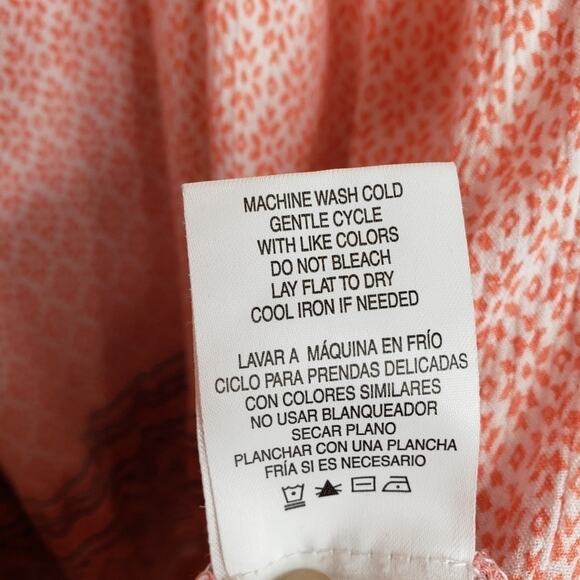 MACHINE WASH COLD
GENTLE CYCLE
WITH LIKE COLORS
DO NOT BLEACH
LAY FLAT TO DRY
COOL IRON IF NEEDED
LAVAR A MÁQUINA EN FRÍO
CICLO PARA PRENDAS DELICADAS
CON COLORES SIMILARES
NO USAR BLANQUEADOR
SECAR PLANO
PLANCHAR CON UNA PLANCHA
FRÍA SI ES NECESARIO